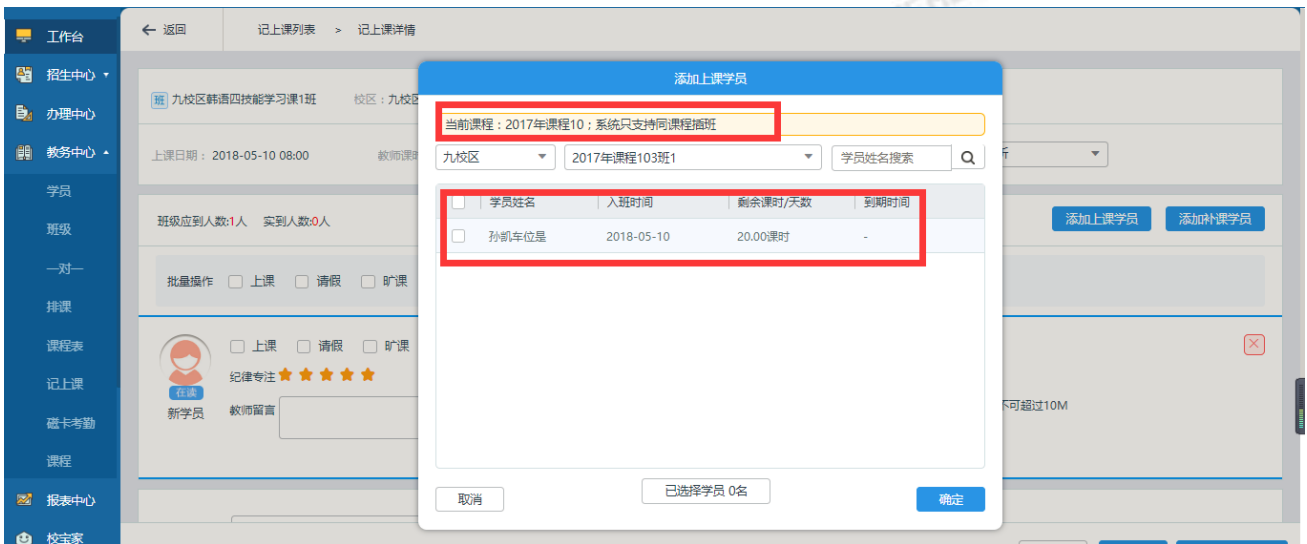 工作台
招生中心
办理中心
教务中心
学员
班级
一对一
排课
课程表
记上课
磁卡考勤
课程
报表中心
校宝家
返回
记上课列表 > 记上课详情
班 九校区韩语四技能学习课1班 校区：九校区
上课日期：2018-05-10 08:00 教师课时
班级应到人数:1人 实到人数:0人
添加上课学员 添加补课学员
批量操作 上课 请假 旷课
上课 请假 旷课
纪律专注
在读
新学员
教师留言
不可超过10M
添加上课学员
当前课程：2017年课程10；系统只支持同课程插班
九校区 2017年课程103班1 学员姓名搜索
学员姓名 入班时间 剩余课时/天数 到期时间
孙凯车位是 2018-05-10 20.00课时 -
取消 已选择学员 0名 确定